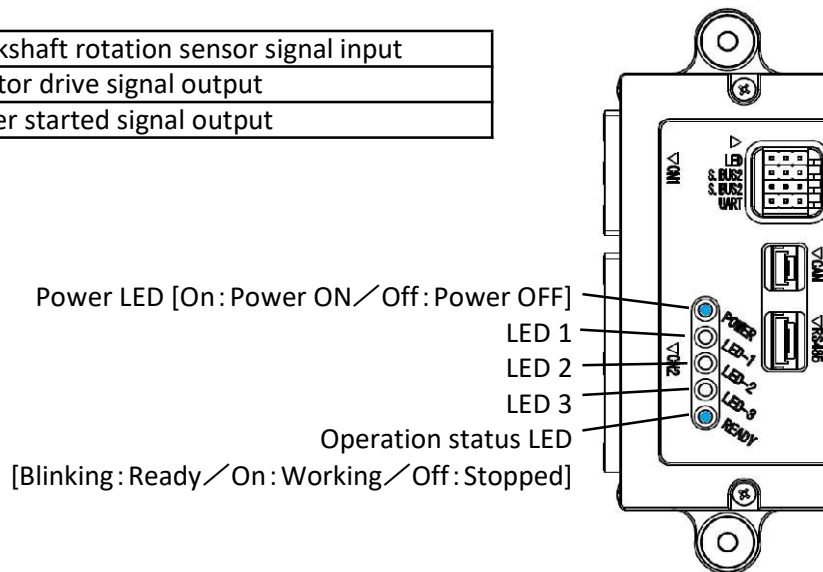 kshaft rotation sensor signal input
tor drive signal output
er started signal output
▷
LED
S.BUS2
S.BUS2
UART
◁CN1
◁CAN
◁RS485
◁CN2
POWER
LED-1
LED-2
LED-3
READY
Power LED [On:Power ON/Off:Power OFF]
LED 1
LED 2
LED 3
Operation status LED
[Blinking:Ready/On:Working/Off:Stopped]